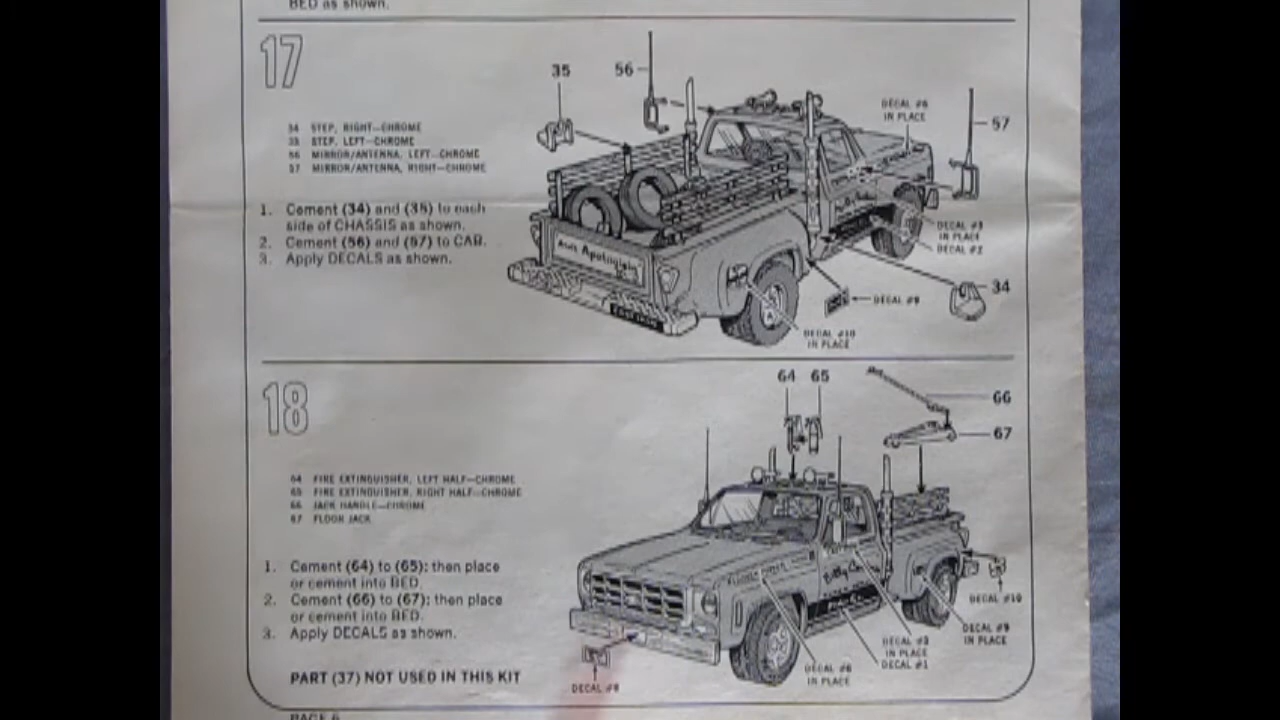 BED as shown.
17
35
56
DECAL #6
IN PLACE
57
34 STEP, RIGHT—CHROME
35 STEP, LEFT—CHROME
56 MIRROR/ANTENNA, LEFT—CHROME
57 MIRROR/ANTENNA, RIGHT—CHROME
1. Cement (34) and (35) to each
side of CHASSIS as shown.
2. Cement (56) and (57) to CAB.
3. Apply DECALS as shown.
DECAL #3
IN PLACE
DECAL #2
34
DECAL #9
DECAL #10
IN PLACE
18
64
65
66
67
64 FIRE EXTINGUISHER, LEFT HALF—CHROME
65 FIRE EXTINGUISHER, RIGHT HALF—CHROME
66 JACK HANDLE—CHROME
67 FLOOR JACK
1. Cement (64) to (65); then place
or cement into BED.
2. Cement (66) to (67); then place
or cement into BED.
3. Apply DECALS as shown.
PART (37) NOT USED IN THIS KIT
DECAL #10
DECAL #9
IN PLACE
DECAL #3
IN PLACE
DECAL #1
DECAL #6
IN PLACE
PAGE 6